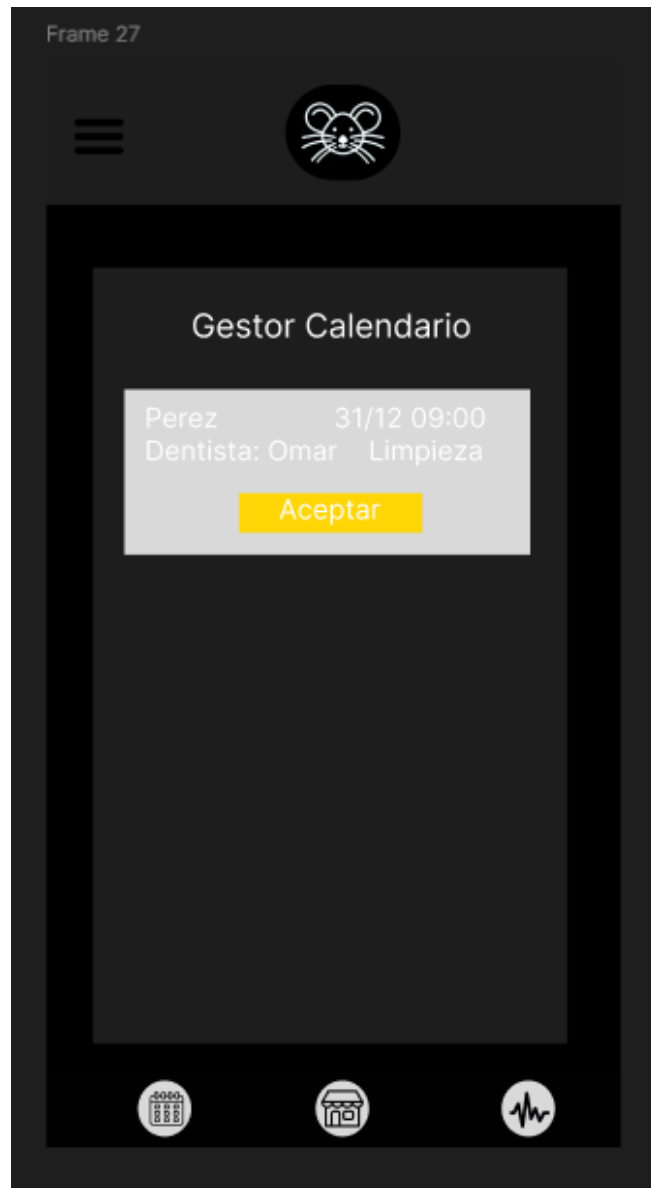 Frame 27
Gestor Calendario
Perez 31/12 09:00
Dentista: Omar Limpieza
Aceptar